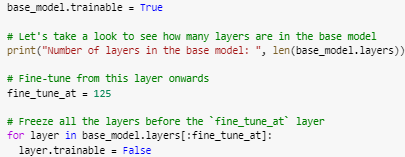 base_model.trainable = True
# Let's take a look to see how many layers are in the base model
print("Number of layers in the base model: ", len(base_model.layers))
# Fine-tune from this layer onwards
fine_tune_at = 125
# Freeze all the layers before the `fine_tune_at` layer
for layer in base_model.layers[:fine_tune_at]:
  layer.trainable = False